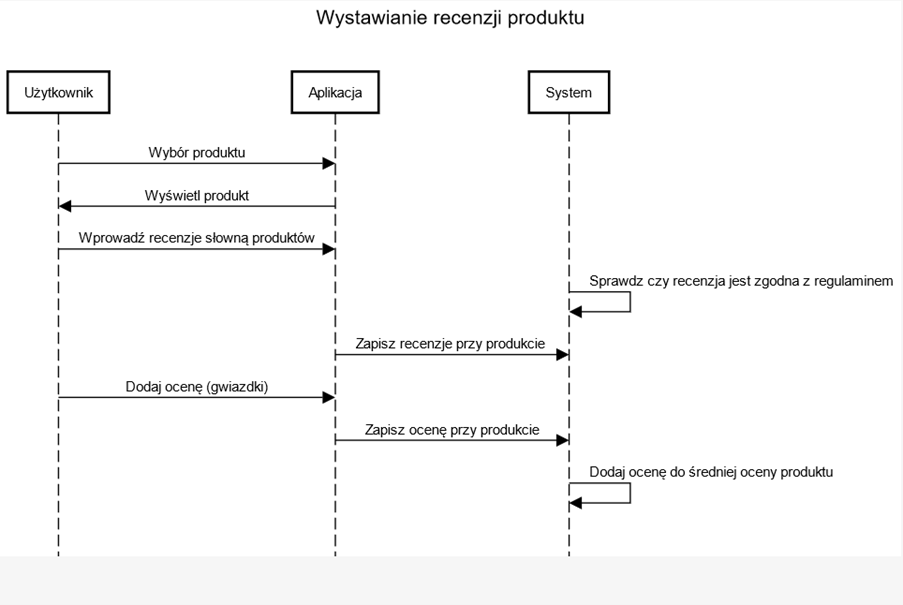 Wystawianie recenzji produktu
Użytkownik
Aplikacja
System
Wybór produktu
Wyświetl produkt
Wprowadź recenzje słowną produktów
Sprawdz czy recenzja jest zgodna z regulaminem
Zapisz recenzje przy produkcie
Dodaj ocenę (gwiazdki)
Zapisz ocenę przy produkcie
Dodaj ocenę do średniej oceny produktu